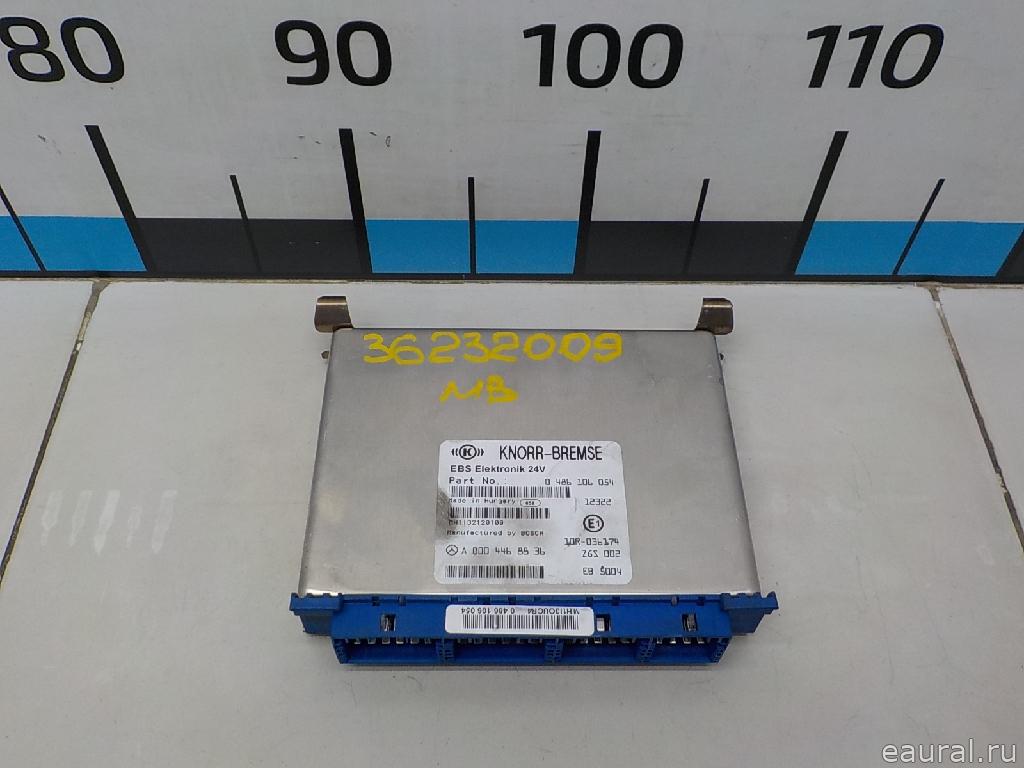 80 90 100 110
36232009
MB
K KNORR-BREMSE
EBS Elektronik 24V
Part No.: 0 486 106 054
Made in Hungary 12322
E1
Manufactured by BOSCH 10R-036174
A 000 446 85 36 265 002
EB 5004
0 486 106 054
eaural.ru